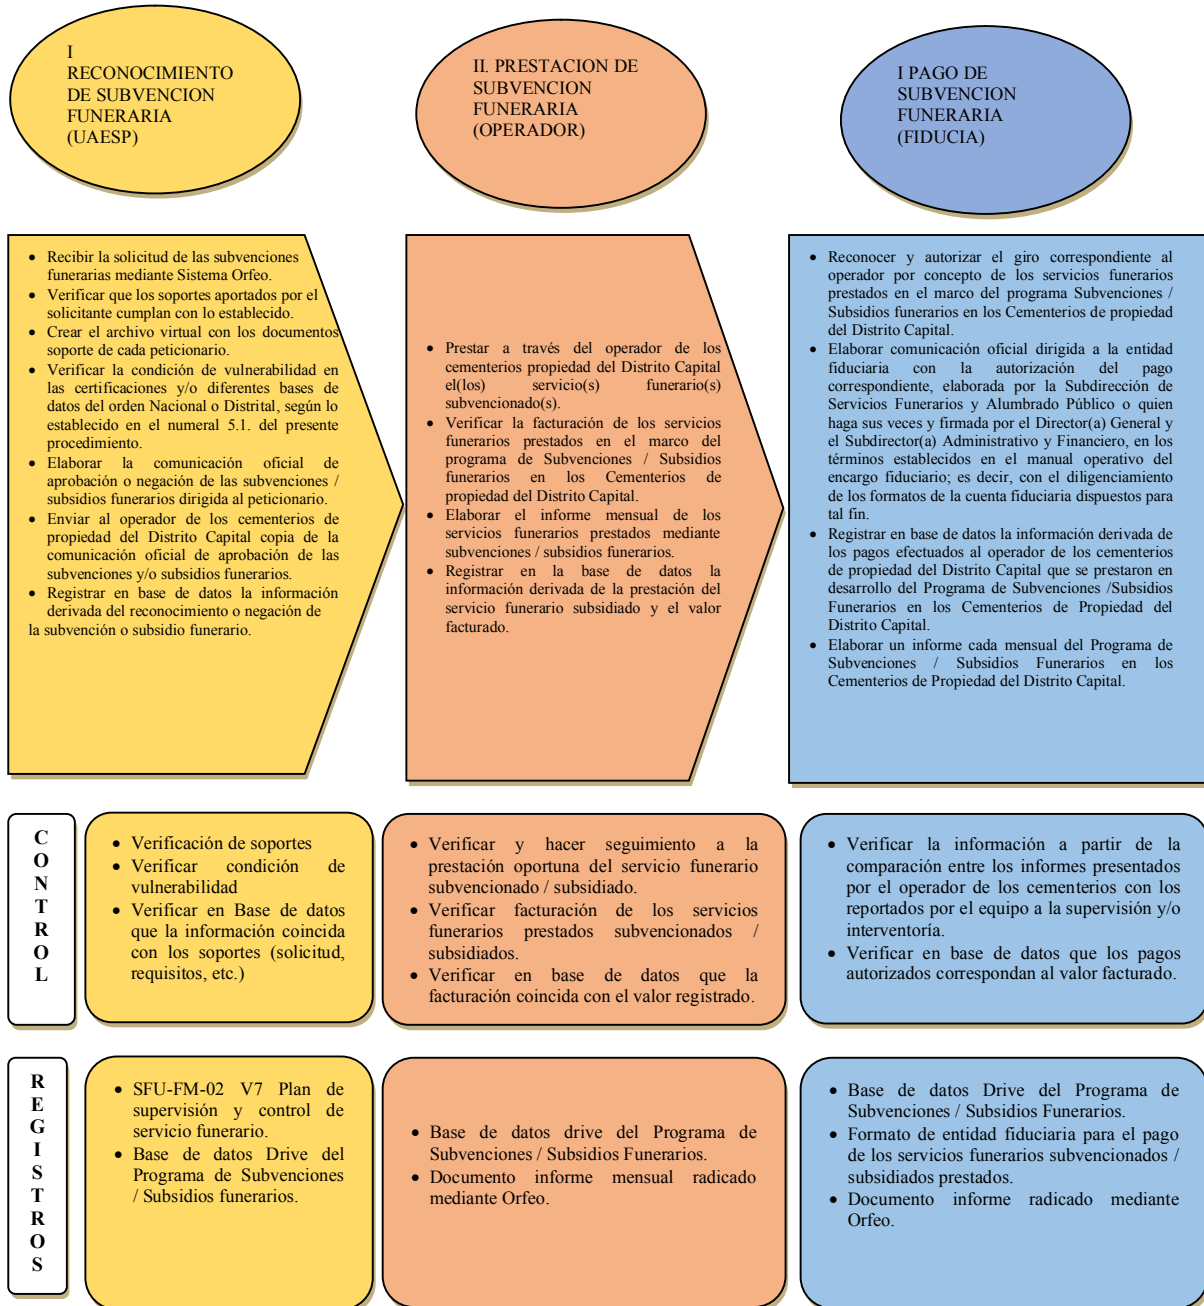 I
RECONOCIMIENTO
DE SUBVENCION
FUNERARIA
(UAESP)
II. PRESTACION DE
SUBVENCION
FUNERARIA
(OPERADOR)
I PAGO DE
SUBVENCION
FUNERARIA
(FIDUCIA)
• Recibir la solicitud de las subvenciones
funerarias mediante Sistema Orfeo.
• Verificar que los soportes aportados por el
solicitante cumplan con lo establecido.
• Crear el archivo virtual con los documentos
soporte de cada peticionario.
• Verificar la condición de vulnerabilidad en
las certificaciones y/o diferentes bases de
datos del orden Nacional o Distrital, según lo
establecido en el numeral 5.1. del presente
procedimiento.
• Elaborar la comunicación oficial de
aprobación o negación de las subvenciones /
subsidios funerarios dirigida al peticionario.
• Enviar al operador de los cementerios de
propiedad del Distrito Capital copia de la
comunicación oficial de aprobación de las
subvenciones y/o subsidios funerarios.
• Registrar en base de datos la información
derivada del reconocimiento o negación de
la subvención o subsidio funerario.
• Prestar a través del operador de los
cementerios propiedad del Distrito Capital
el(los) servicio(s) funerario(s)
subvencionado(s).
• Verificar la facturación de los servicios
funerarios prestados en el marco del
programa de Subvenciones / Subsidios
funerarios en los Cementerios de
propiedad del Distrito Capital.
• Elaborar el informe mensual de los
servicios funerarios prestados mediante
subvenciones / subsidios funerarios.
• Registrar en la base de datos la
información derivada de la prestación del
servicio funerario subsidiado y el valor
facturado.
• Reconocer y autorizar el giro correspondiente al
operador por concepto de los servicios funerarios
prestados en el marco del programa Subvenciones /
Subsidios funerarios en los Cementerios de propiedad
del Distrito Capital.
• Elaborar comunicación oficial dirigida a la entidad
fiduciaria con la autorización del pago
correspondiente, elaborada por la Subdirección de
Servicios Funerarios y Alumbrado Público o quien
haga sus veces y firmada por el Director(a) General y
el Subdirector(a) Administrativo y Financiero, en los
términos establecidos en el manual operativo del
encargo fiduciario; es decir, con el diligenciamiento
de los formatos de la cuenta fiduciaria dispuestos para
tal fin.
• Registrar en base de datos la información derivada de
los pagos efectuados al operador de los cementerios
de propiedad del Distrito Capital que se prestaron en
desarrollo del Programa de Subvenciones /Subsidios
Funerarios en los Cementerios de Propiedad del
Distrito Capital.
• Elaborar un informe cada mensual del Programa de
Subvenciones / Subsidios Funerarios en los
Cementerios de Propiedad del Distrito Capital.
C
O
N
T
R
O
L
• Verificación de soportes
• Verificar condición de
vulnerabilidad
• Verificar en Base de datos
que la información coincida
con los soportes (solicitud,
requisitos, etc.)
• Verificar y hacer seguimiento a la
prestación oportuna del servicio funerario
subvencionado / subsidiado.
• Verificar facturación de los servicios
funerarios prestados subvencionados /
subsidiados.
• Verificar en base de datos que la
facturación coincida con el valor registrado.
• Verificar la información a partir de la
comparación entre los informes presentados
por el operador de los cementerios con los
reportados por el equipo a la supervisión y/o
interventoría.
• Verificar en base de datos que los pagos
autorizados correspondan al valor facturado.
R
E
G
I
S
T
R
O
S
• SFU-FM-02 V7 Plan de
supervisión y control de
servicio funerario.
• Base de datos Drive del
Programa de Subvenciones
/ Subsidios funerarios.
• Base de datos drive del Programa de
Subvenciones / Subsidios Funerarios.
• Documento informe mensual radicado
mediante Orfeo.
• Base de datos Drive del Programa de
Subvenciones / Subsidios Funerarios.
• Formato de entidad fiduciaria para el pago
de los servicios funerarios subvencionados /
subsidiados prestados.
• Documento informe radicado mediante
Orfeo.